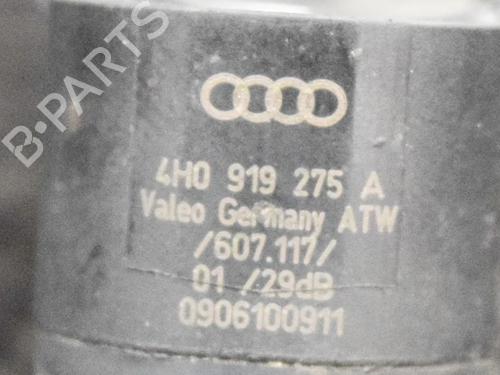 B-PARTS
4H0 919 275 A
Valeo Germany ATW
/607.117/
01 /29dB
0906100911